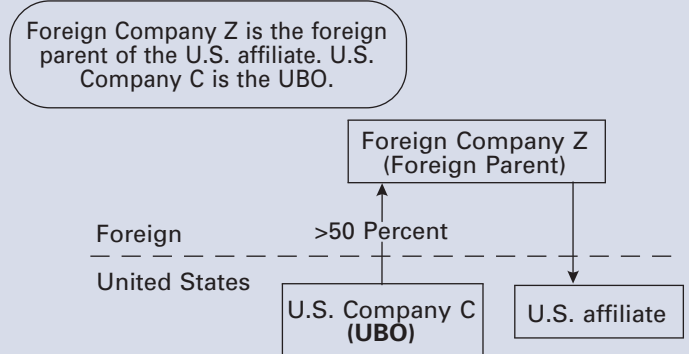 Foreign Company Z is the foreign
parent of the U.S. affiliate. U.S.
Company C is the UBO.
Foreign Company Z
(Foreign Parent)
Foreign
>50 Percent
United States
U.S. Company C
(UBO)
U.S. affiliate